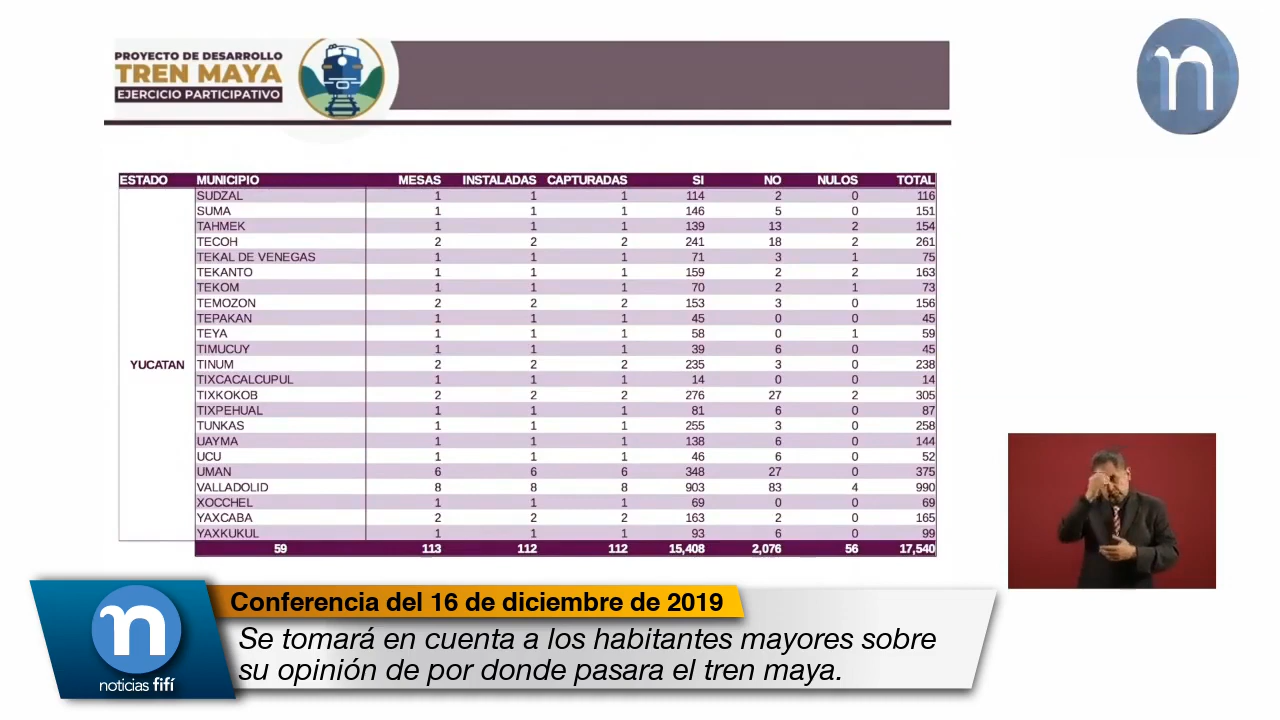 PROYECTO DE DESARROLLO
TREN MAYA
EJERCICIO PARTICIPATIVO
n
ESTADO MUNICIPIO MESAS INSTALADAS CAPTURADAS SI NO NULOS TOTAL
SUDZAL 1 1 1 114 2 0 116
SUMA 1 1 1 146 5 0 151
TAHMEK 1 1 1 139 13 2 154
TECOH 2 2 2 241 18 2 261
TEKAL DE VENEGAS 1 1 1 71 3 1 75
TEKANTO 1 1 1 159 2 2 163
TEKOM 1 1 1 70 2 1 73
TEMOZON 2 2 2 153 3 0 156
TEPAKAN 1 1 1 45 0 0 45
TEYA 1 1 1 58 0 1 59
TIMUCUY 1 1 1 39 6 0 45
YUCATAN TINUM 2 2 2 235 3 0 238
TIXCACALCUPUL 1 1 1 14 0 0 14
TIXKOKOB 2 2 2 276 27 2 305
TIXPEHUAL 1 1 1 81 6 0 87
TUNKAS 1 1 1 255 3 0 258
UAYMA 1 1 1 138 6 0 144
UCU 1 1 1 46 6 0 52
UMAN 6 6 6 348 27 0 375
VALLADOLID 8 8 8 903 83 4 990
XOCCHEL 1 1 1 69 0 0 69
YAXCABA 2 2 2 163 2 0 165
YAXKUKUL 1 1 1 93 6 0 99
59 113 112 112 15,408 2,076 56 17,540
Conferencia del 16 de diciembre de 2019
Se tomará en cuenta a los habitantes mayores sobre
su opinión de por donde pasara el tren maya.
n
noticias fifí